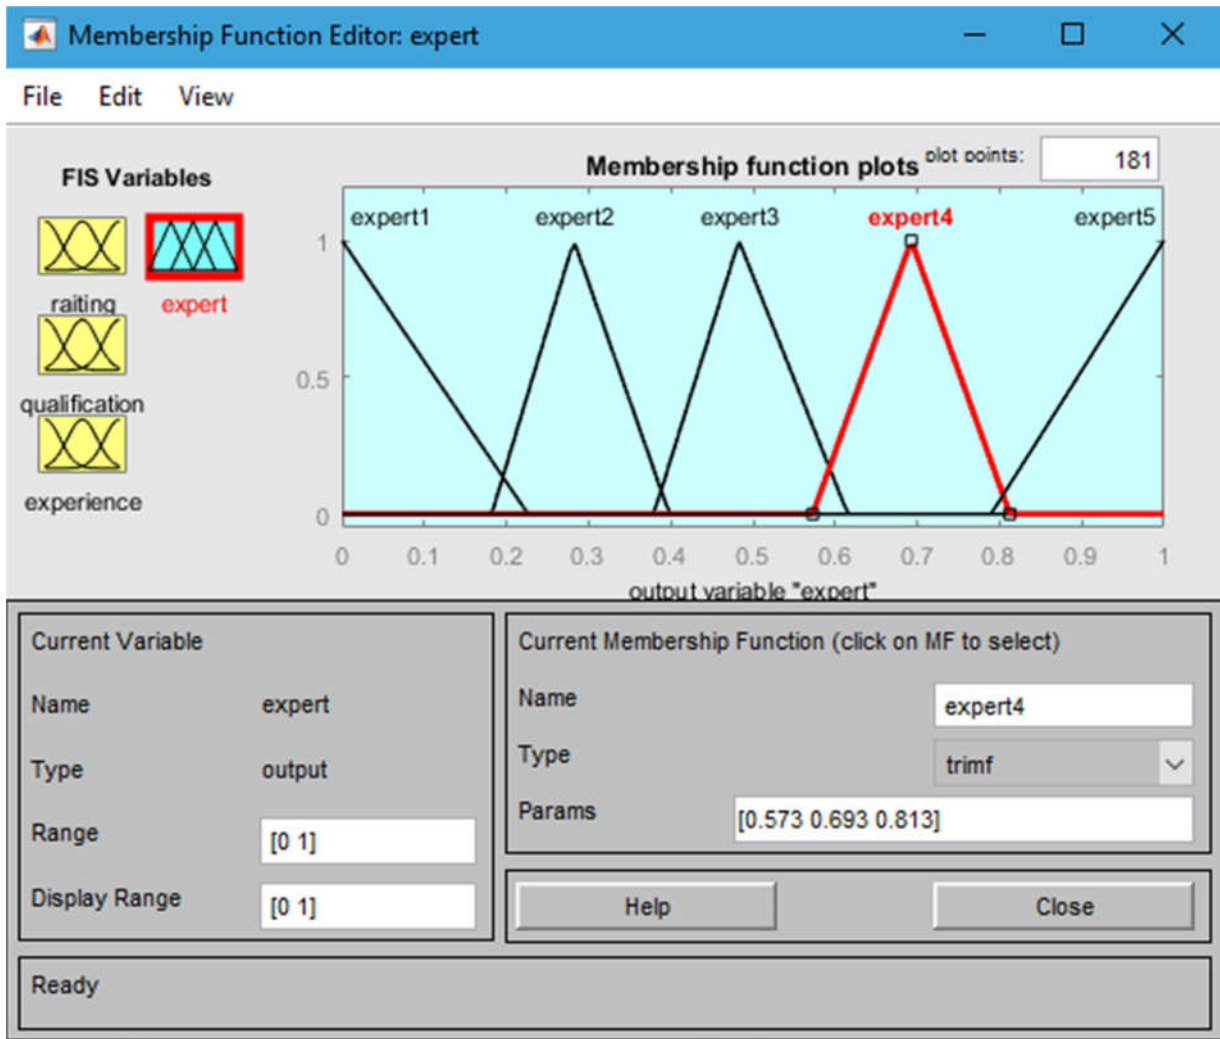 Membership Function Editor: expert
File Edit View
FIS Variables
raiting
expert
qualification
experience
Membership function plots
plot points:
181
expert1 expert2 expert3 expert4 expert5
1
0.5
0
0 0.1 0.2 0.3 0.4 0.5 0.6 0.7 0.8 0.9 1
output variable "expert"
Current Variable
Name expert
Type output
Range [0 1]
Display Range [0 1]
Current Membership Function (click on MF to select)
Name expert4
Type trimf
Params [0.573 0.693 0.813]
Help Close
Ready